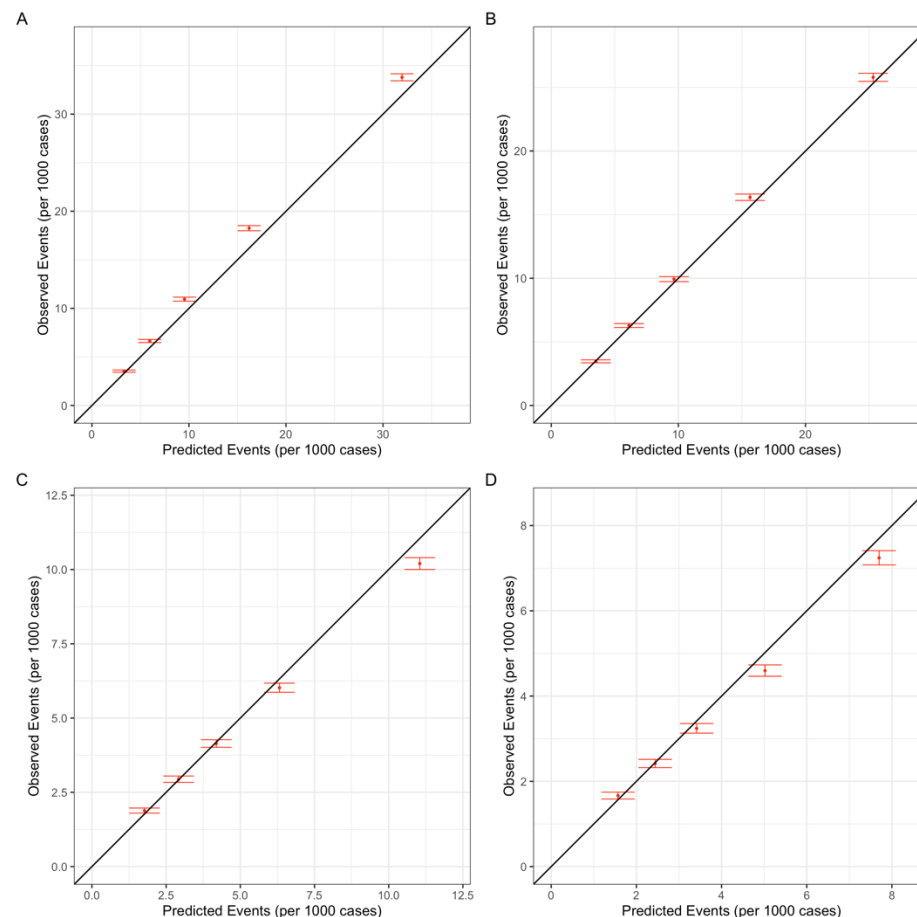 A
Observed Events (per 1000 cases)
30
20
10
0
0 10 20 30
Predicted Events (per 1000 cases)
B
Observed Events (per 1000 cases)
20
10
0
0 10 20
Predicted Events (per 1000 cases)
C
Observed Events (per 1000 cases)
12.5
10.0
7.5
5.0
2.5
0.0
0.0 2.5 5.0 7.5 10.0 12.5
Predicted Events (per 1000 cases)
D
Observed Events (per 1000 cases)
8
6
4
2
0
0 2 4 6 8
Predicted Events (per 1000 cases)